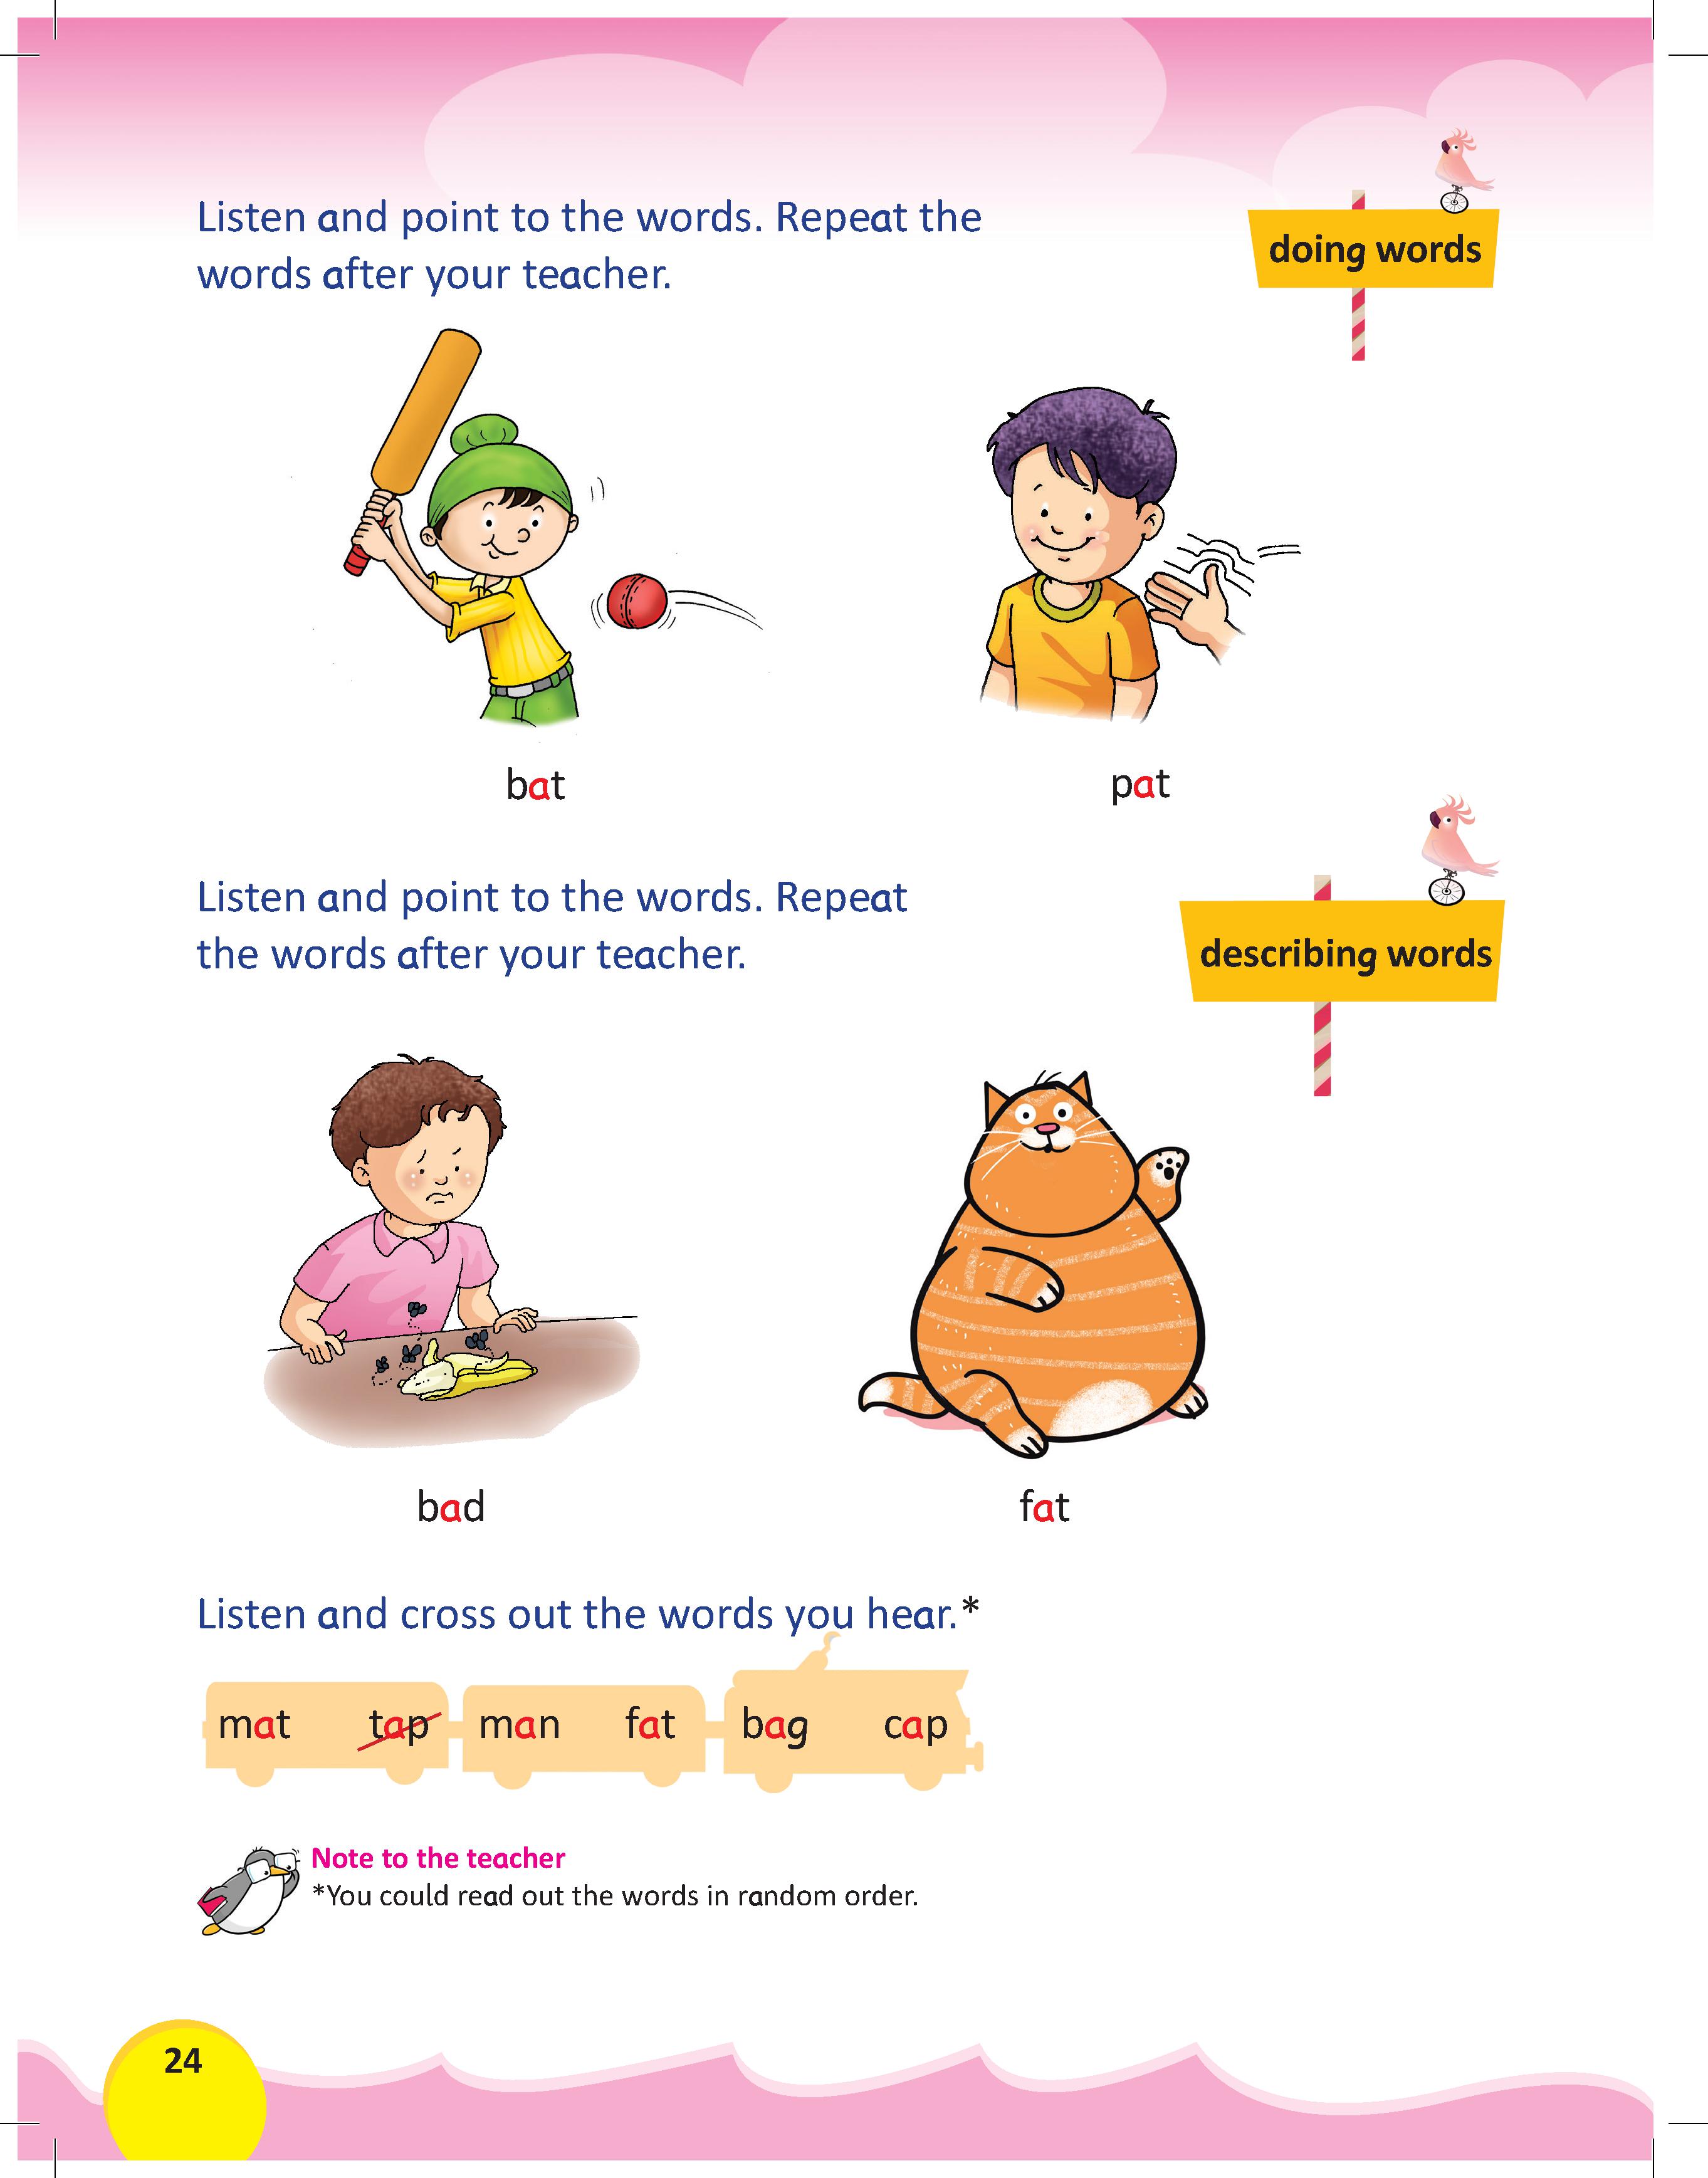 Listen and point to the words. Repeat the
words after your teacher.
doing words
bat pat
Listen and point to the words. Repeat
the words after your teacher.
describing words
bad fat
Listen and cross out the words you hear.*
mat tap man fat bag cap
Note to the teacher
*You could read out the words in random order.
24